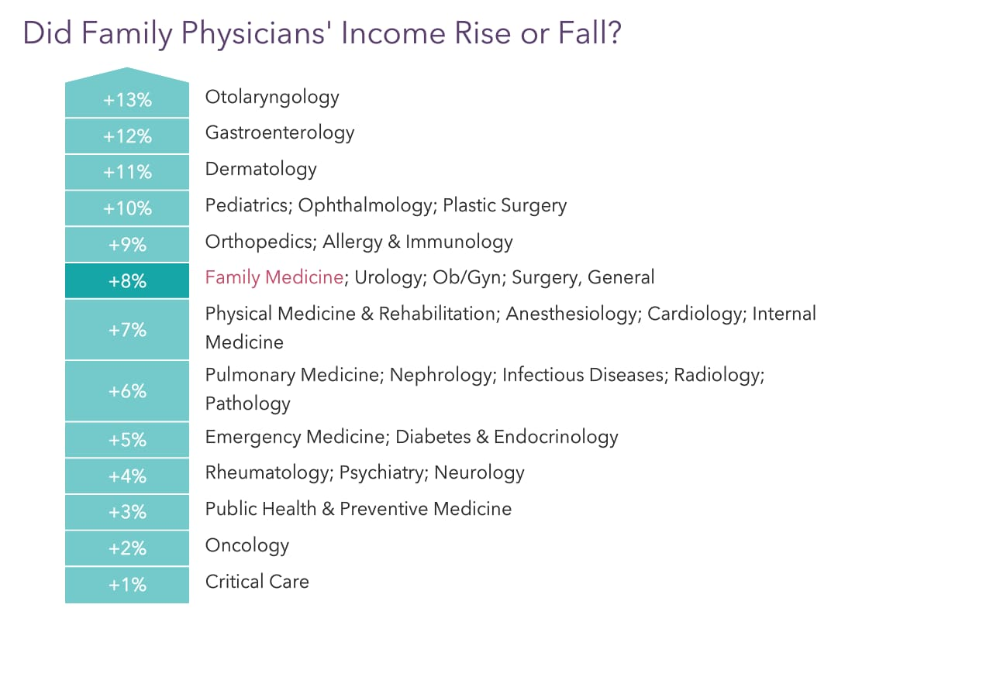 Did Family Physicians' Income Rise or Fall?
+13% Otolaryngology
+12% Gastroenterology
+11% Dermatology
+10% Pediatrics; Ophthalmology; Plastic Surgery
+9% Orthopedics; Allergy & Immunology
+8% Family Medicine; Urology; Ob/Gyn; Surgery, General
+7% Physical Medicine & Rehabilitation; Anesthesiology; Cardiology; Internal
Medicine
+6% Pulmonary Medicine; Nephrology; Infectious Diseases; Radiology;
Pathology
+5% Emergency Medicine; Diabetes & Endocrinology
+4% Rheumatology; Psychiatry; Neurology
+3% Public Health & Preventive Medicine
+2% Oncology
+1% Critical Care